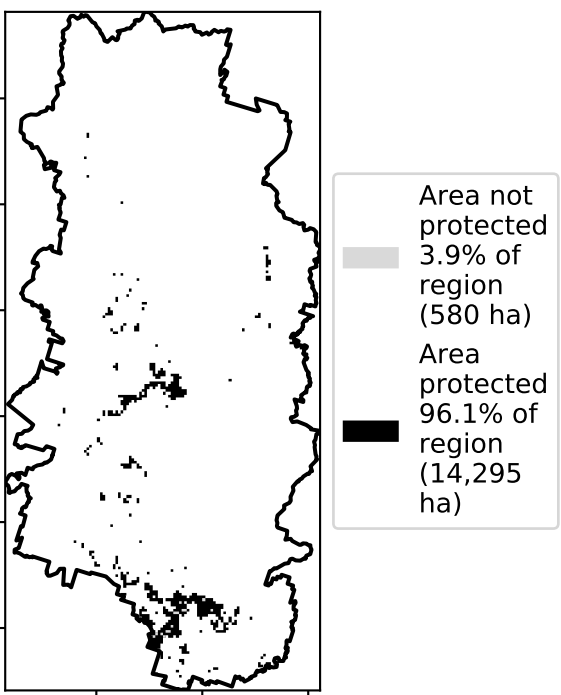 Area not
protected
3.9% of
region
(580 ha)
Area
protected
96.1% of
region
(14,295
ha)